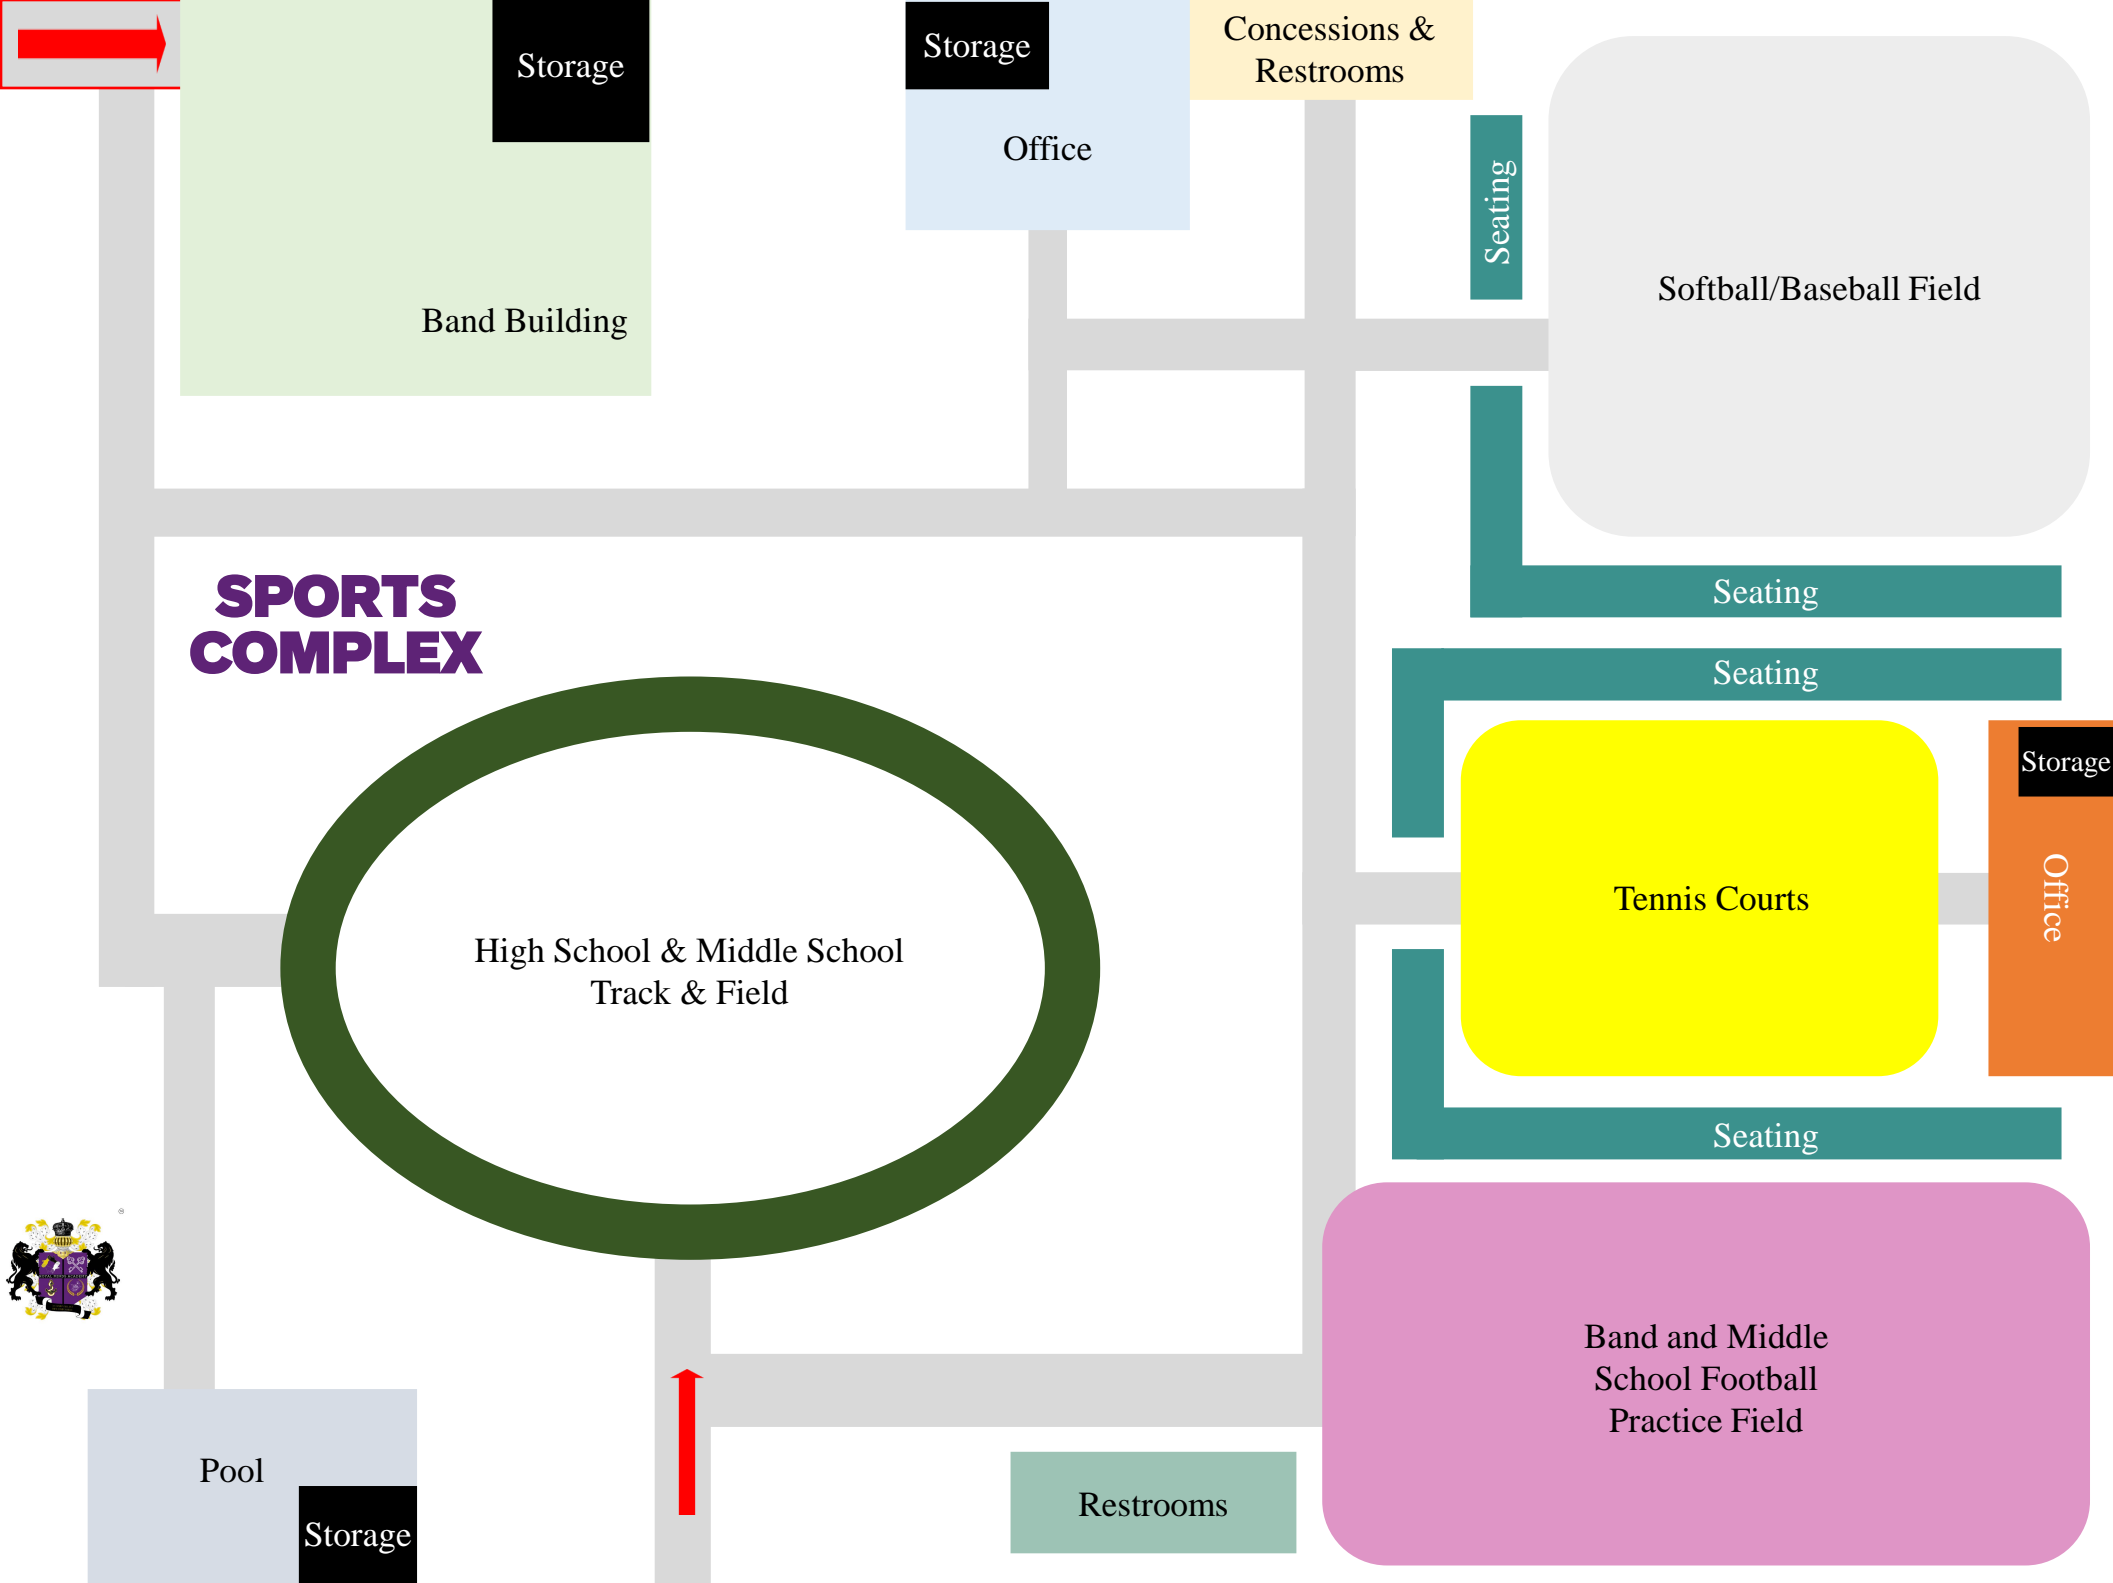 Storage
Storage
Concessions &
Restrooms
Office
Seating
Softball/Baseball Field
Band Building
SPORTS
COMPLEX
Seating
Seating
Storage
Office
Tennis Courts
High School & Middle School
Track & Field
Seating
Band and Middle
School Football
Practice Field
Pool
Restrooms
Storage